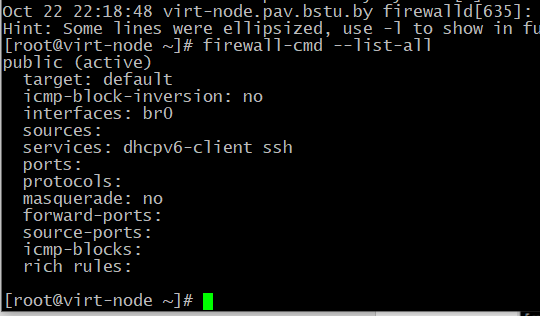 Oct 22 22:18:48 virt-node.pav.bstu.by firewalld[635]:
Hint: Some lines were ellipsized, use -l to show in fu
[root@virt-node ~]# firewall-cmd --list-all
public (active)
  target: default
  icmp-block-inversion: no
  interfaces: br0
  sources:
  services: dhcpv6-client ssh
  ports:
  protocols:
  masquerade: no
  forward-ports:
  source-ports:
  icmp-blocks:
  rich rules:
[root@virt-node ~]#